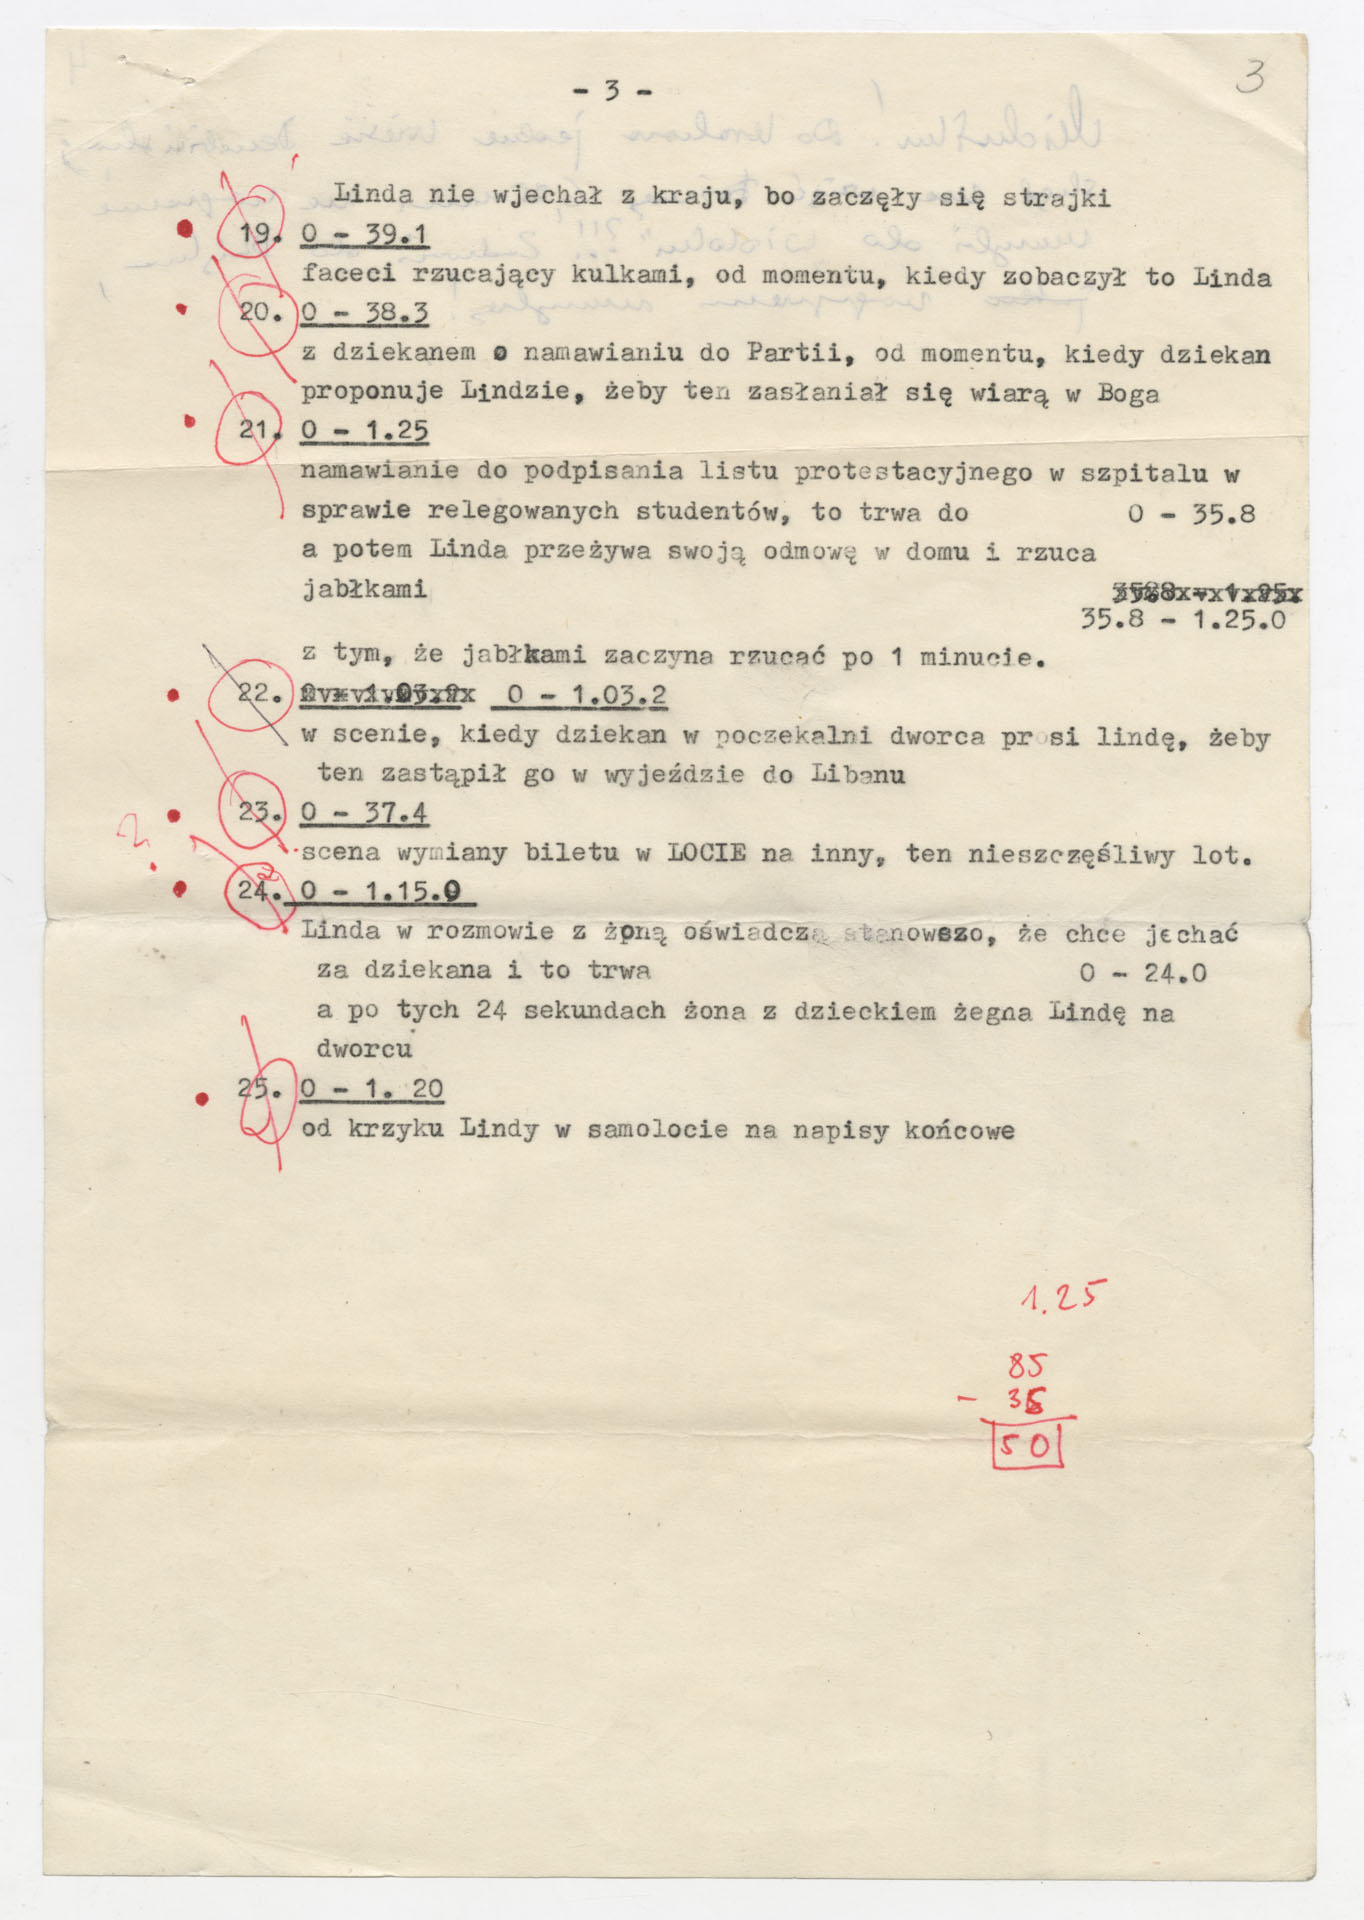 - 3 -
3
Linda nie wjechał z kraju, bo zaczęły się strajki
19. 0 - 39.1
faceci rzucający kulkami, od momentu, kiedy zobaczył to Linda
20. 0 - 38.3
z dziekanem o namawianiu do Partii, od momentu, kiedy dziekan
proponuje Lindzie, żeby ten zasłaniał się wiarą w Boga
21. 0 - 1.25
namawianie do podpisania listu protestacyjnego w szpitalu w
sprawie relegowanych studentów, to trwa do 0 - 35.8
a potem Linda przeżywa swoją odmowę w domu i rzuca
jabłkami
35.8 - 1.25.0
z tym, że jabłkami zaczyna rzucać po 1 minucie.
22. 0 - 1.03.2
w scenie, kiedy dziekan w poczekalni dworca prosi lindę, żeby
ten zastąpił go w wyjeździe do Libanu
23. 0 - 37.4
scena wymiany biletu w LOCIE na inny, ten nieszczęśliwy lot.
?
24. 0 - 1.15.0
Linda w rozmowie z żoną oświadcza stanowszo, że chce jechać
za dziekana i to trwa 0 - 24.0
a po tych 24 sekundach żona z dzieckiem żegna Lindę na
dworcu
25. 0 - 1. 20
od krzyku Lindy w samolocie na napisy końcowe
1.25
85
- 35
50